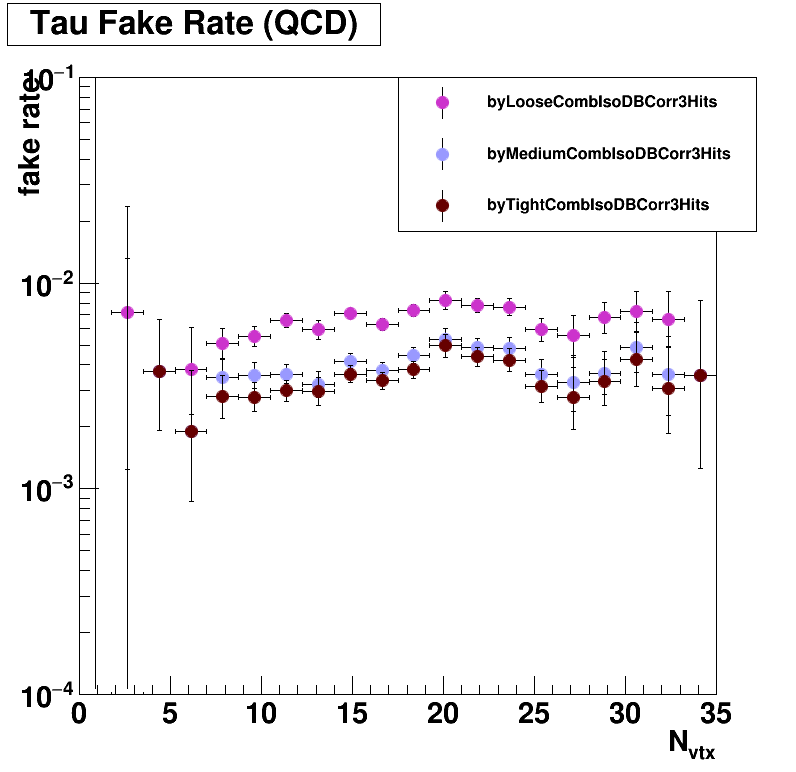 Tau Fake Rate (QCD)
fake rate
10⁻¹
byLooseCombIsoDBCorr3Hits
byMediumCombIsoDBCorr3Hits
byTightCombIsoDBCorr3Hits
10⁻²
10⁻³
10⁻⁴
0 5 10 15 20 25 30 35
N_vtx